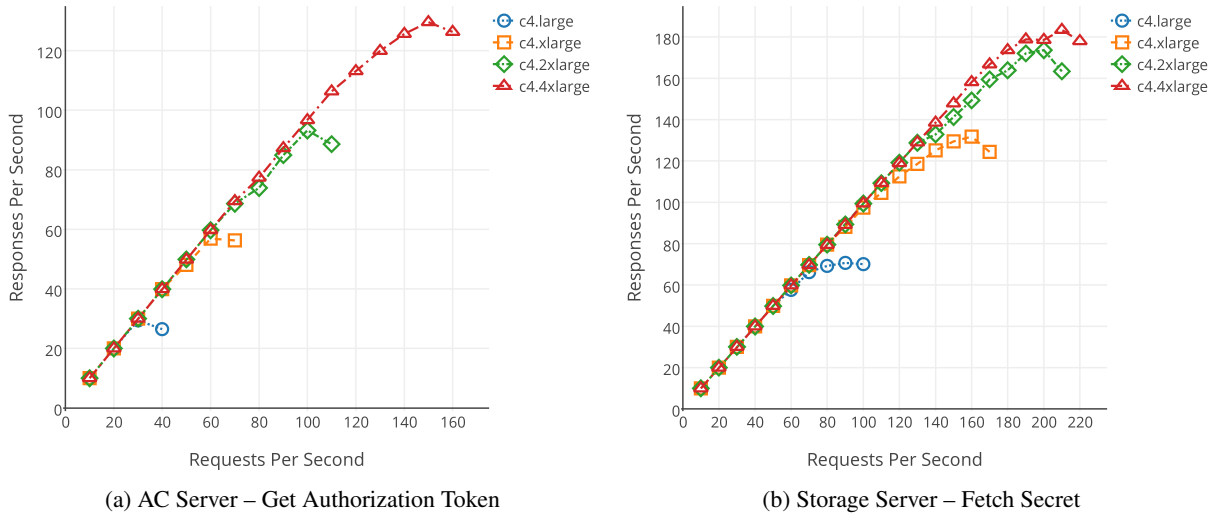 120
100
80
60
40
20
0
0 20 40 60 80 100 120 140 160
Responses Per Second
Requests Per Second
c4.large
c4.xlarge
c4.2xlarge
c4.4xlarge
(a) AC Server – Get Authorization Token
180
160
140
120
100
80
60
40
20
0
0 20 40 60 80 100 120 140 160 180 200 220
Responses Per Second
Requests Per Second
c4.large
c4.xlarge
c4.2xlarge
c4.4xlarge
(b) Storage Server – Fetch Secret